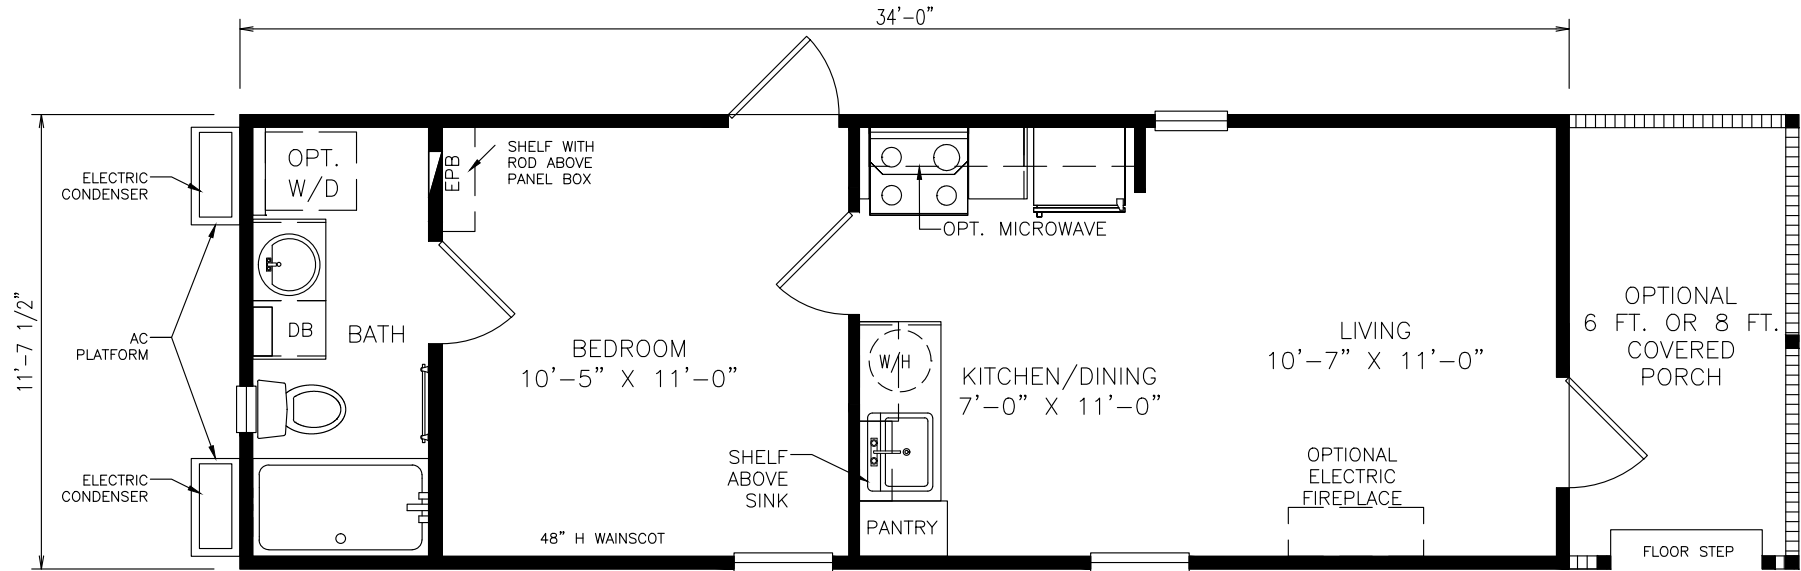 34'-0"
11'-7 1/2"
ELECTRIC
CONDENSER
AC
PLATFORM
ELECTRIC
CONDENSER
OPT.
W/D
DB
BATH
EPB
SHELF WITH
ROD ABOVE
PANEL BOX
BEDROOM
10'-5" X 11'-0"
48" H WAINSCOT
OPT. MICROWAVE
W/H
KITCHEN/DINING
7'-0" X 11'-0"
SHELF
ABOVE
SINK
PANTRY
LIVING
10'-7" X 11'-0"
OPTIONAL
ELECTRIC
FIREPLACE
OPTIONAL
6 FT. OR 8 FT.
COVERED
PORCH
FLOOR STEP